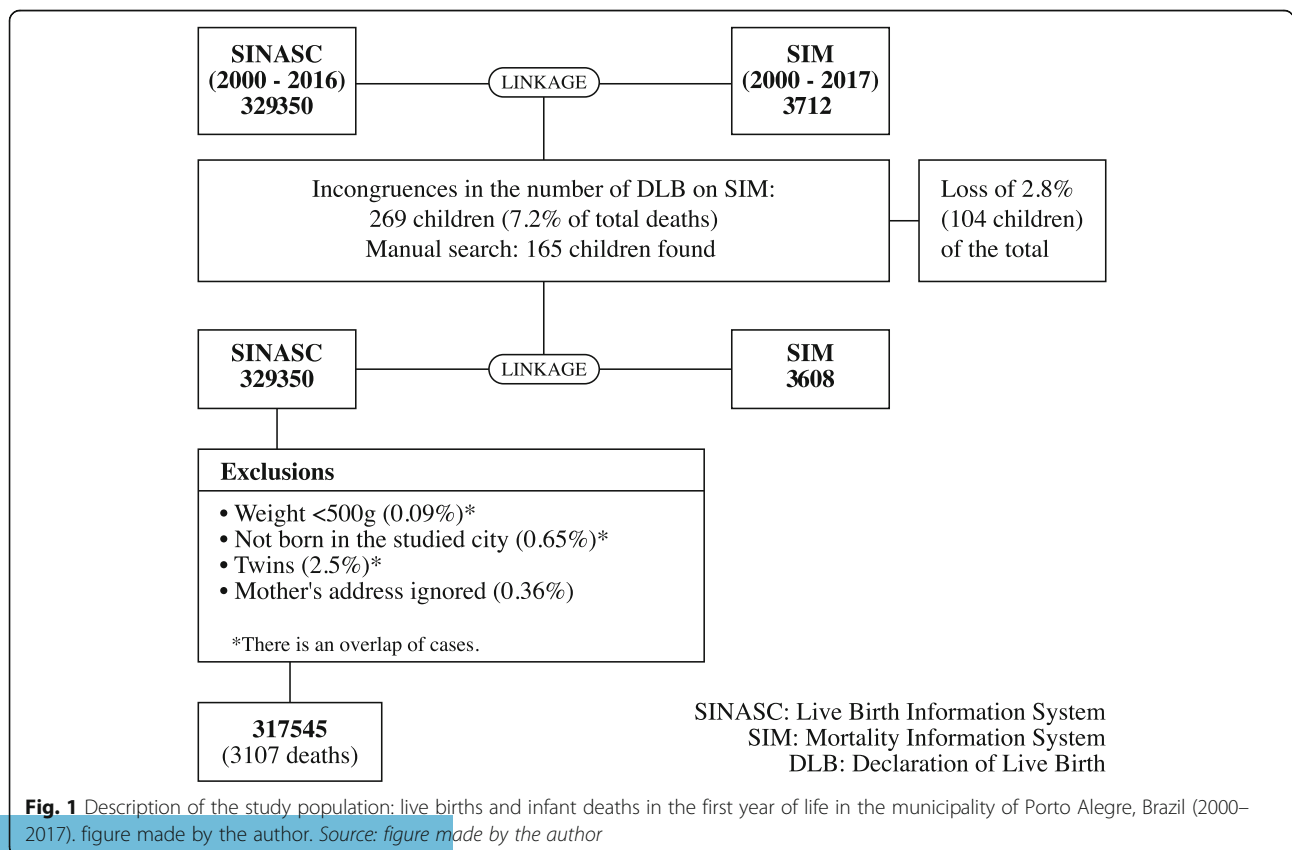 SINASC
(2000 - 2016)
329350
LINKAGE
SIM
(2000 - 2017)
3712
Incongruences in the number of DLB on SIM:
269 children (7.2% of total deaths)
Manual search: 165 children found
Loss of 2.8%
(104 children)
of the total
SINASC
329350
LINKAGE
SIM
3608
Exclusions
• Weight <500g (0.09%)*
• Not born in the studied city (0.65%)*
• Twins (2.5%)*
• Mother's address ignored (0.36%)
*There is an overlap of cases.
317545
(3107 deaths)
SINASC: Live Birth Information System
SIM: Mortality Information System
DLB: Declaration of Live Birth
Fig. 1 Description of the study population: live births and infant deaths in the first year of life in the municipality of Porto Alegre, Brazil (2000–
2017). figure made by the author. Source: figure made by the author